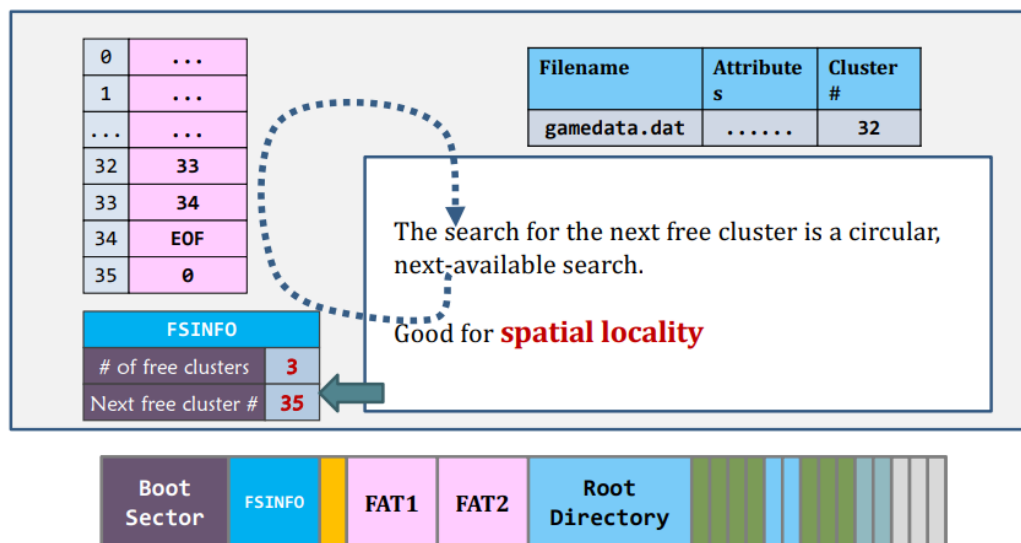 0 ...
1 ...
... ...
32 33
33 34
34 EOF
35 0
Filename Attribute s Cluster #
gamedata.dat ...... 32
The search for the next free cluster is a circular,
next-available search.
Good for spatial locality
FSINFO
# of free clusters 3
Next free cluster # 35
Boot Sector FSINFO FAT1 FAT2 Root Directory